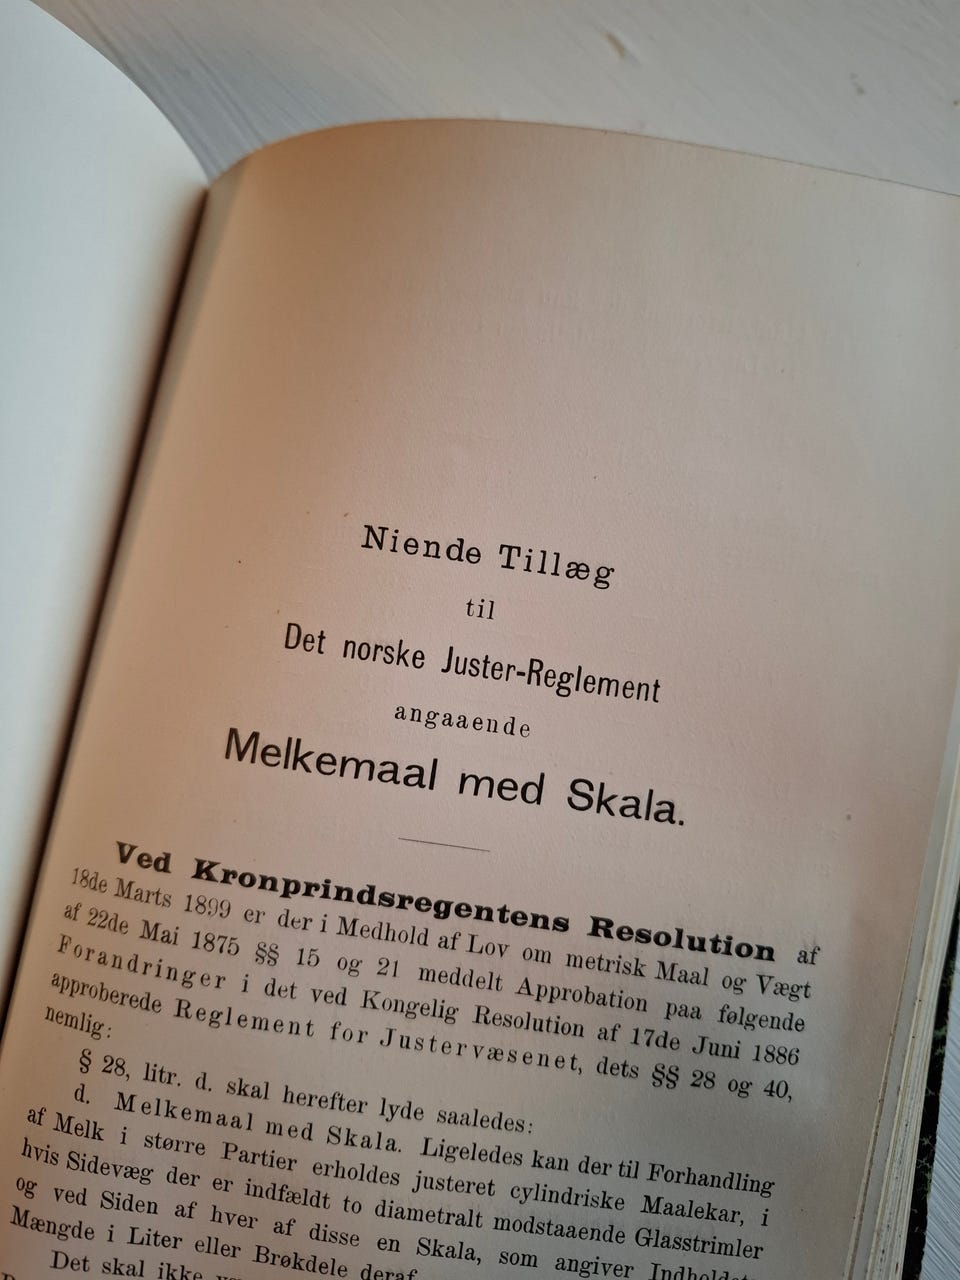 Niende Tillæg
til
Det norske Juster-Reglement
angaaende
Melkemaal med Skala.
Ved Kronprindsregentens Resolution af
18de Marts 1899 er der i Medhold af Lov om metrisk Maal og Vægt
af 22de Mai 1875 §§ 15 og 21 meddelt Approbation paa følgende
Forandringer i det ved Kongelig Resolution af 17de Juni 1886
approberede Reglement for Justervæsenet, dets §§ 28 og 40,
nemlig:
§ 28, litr. d. skal herefter lyde saaledes:
d. Melkemaal med Skala. Ligeledes kan der til Forhandling
af Melk i større Partier erholdes justeret cylindriske Maalekar, i
hvis Sidevæg der er indfældt to diametralt modstaaende Glasstrimler
og ved Siden af hver af disse en Skala, som angiver Indholdets
Mængde i Liter eller Brøkdele deraf.
Det skal ikke